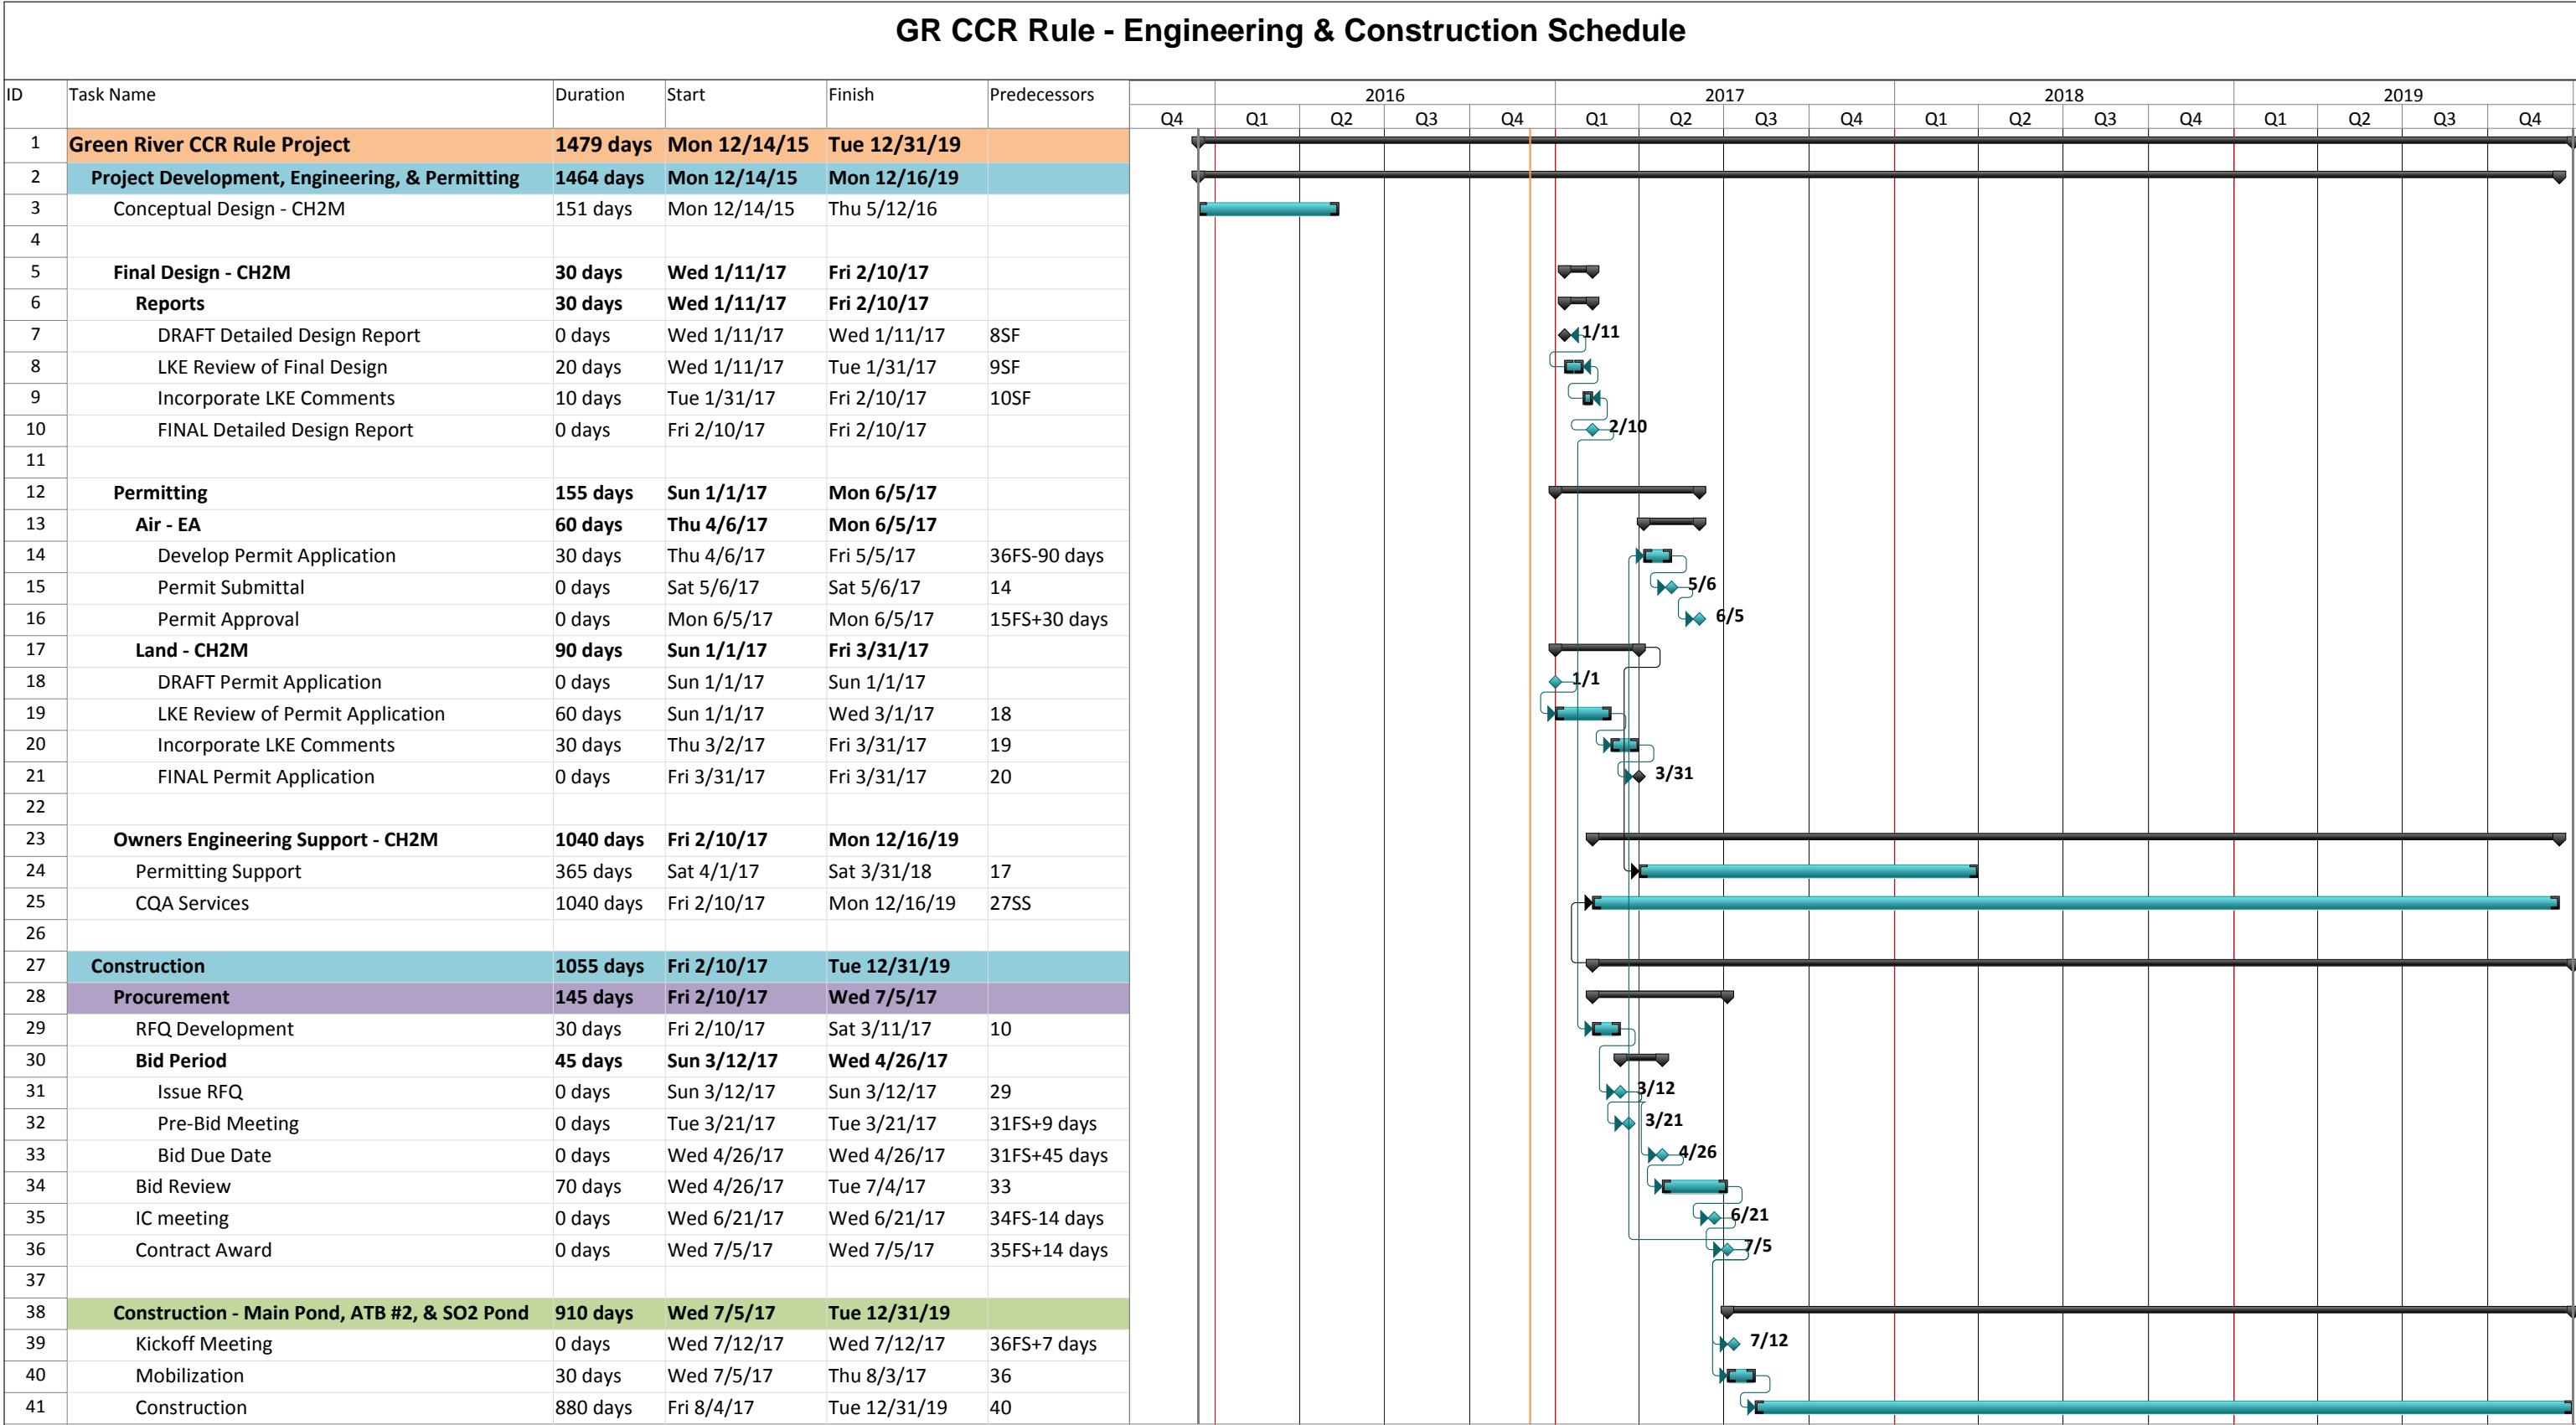 GR CCR Rule - Engineering & Construction Schedule
ID Task Name Duration Start Finish Predecessors 2016 2017 2018 2019
Q4 Q1 Q2 Q3 Q4 Q1 Q2 Q3 Q4 Q1 Q2 Q3 Q4 Q1 Q2 Q3 Q4
1 Green River CCR Rule Project 1479 days Mon 12/14/15 Tue 12/31/19
2 Project Development, Engineering, & Permitting 1464 days Mon 12/14/15 Mon 12/16/19
3 Conceptual Design - CH2M 151 days Mon 12/14/15 Thu 5/12/16
4
5 Final Design - CH2M 30 days Wed 1/11/17 Fri 2/10/17
6 Reports 30 days Wed 1/11/17 Fri 2/10/17
7 DRAFT Detailed Design Report 0 days Wed 1/11/17 Wed 1/11/17 8SF 1/11
8 LKE Review of Final Design 20 days Wed 1/11/17 Tue 1/31/17 9SF
9 Incorporate LKE Comments 10 days Tue 1/31/17 Fri 2/10/17 10SF
10 FINAL Detailed Design Report 0 days Fri 2/10/17 Fri 2/10/17 2/10
11
12 Permitting 155 days Sun 1/1/17 Mon 6/5/17
13 Air - EA 60 days Thu 4/6/17 Mon 6/5/17
14 Develop Permit Application 30 days Thu 4/6/17 Fri 5/5/17 36FS-90 days
15 Permit Submittal 0 days Sat 5/6/17 Sat 5/6/17 14 5/6
16 Permit Approval 0 days Mon 6/5/17 Mon 6/5/17 15FS+30 days 6/5
17 Land - CH2M 90 days Sun 1/1/17 Fri 3/31/17
18 DRAFT Permit Application 0 days Sun 1/1/17 Sun 1/1/17 1/1
19 LKE Review of Permit Application 60 days Sun 1/1/17 Wed 3/1/17 18
20 Incorporate LKE Comments 30 days Thu 3/2/17 Fri 3/31/17 19
21 FINAL Permit Application 0 days Fri 3/31/17 Fri 3/31/17 20 3/31
22
23 Owners Engineering Support - CH2M 1040 days Fri 2/10/17 Mon 12/16/19
24 Permitting Support 365 days Sat 4/1/17 Sat 3/31/18 17
25 CQA Services 1040 days Fri 2/10/17 Mon 12/16/19 27SS
26
27 Construction 1055 days Fri 2/10/17 Tue 12/31/19
28 Procurement 145 days Fri 2/10/17 Wed 7/5/17
29 RFQ Development 30 days Fri 2/10/17 Sat 3/11/17 10
30 Bid Period 45 days Sun 3/12/17 Wed 4/26/17
31 Issue RFQ 0 days Sun 3/12/17 Sun 3/12/17 29 3/12
32 Pre-Bid Meeting 0 days Tue 3/21/17 Tue 3/21/17 31FS+9 days 3/21
33 Bid Due Date 0 days Wed 4/26/17 Wed 4/26/17 31FS+45 days 4/26
34 Bid Review 70 days Wed 4/26/17 Tue 7/4/17 33
35 IC meeting 0 days Wed 6/21/17 Wed 6/21/17 34FS-14 days 6/21
36 Contract Award 0 days Wed 7/5/17 Wed 7/5/17 35FS+14 days 7/5
37
38 Construction - Main Pond, ATB #2, & SO2 Pond 910 days Wed 7/5/17 Tue 12/31/19
39 Kickoff Meeting 0 days Wed 7/12/17 Wed 7/12/17 36FS+7 days 7/12
40 Mobilization 30 days Wed 7/5/17 Thu 8/3/17 36
41 Construction 880 days Fri 8/4/17 Tue 12/31/19 40